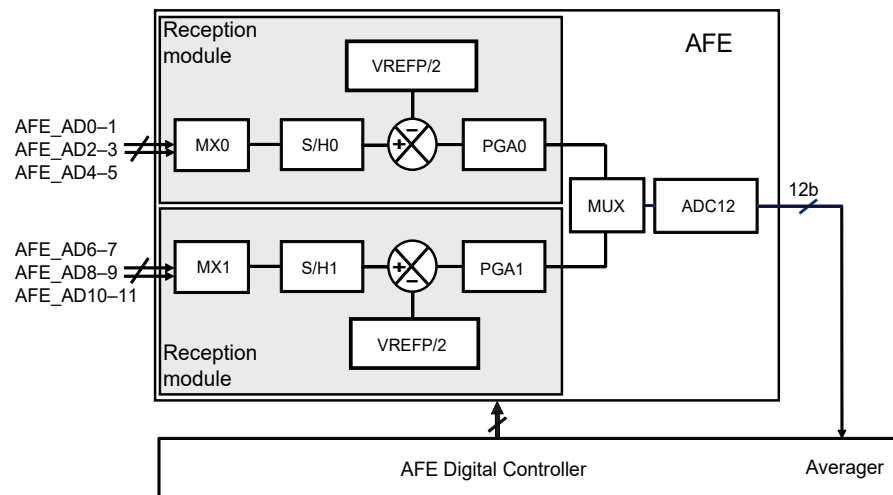 Reception
module
AFE
VREFP/2
AFE_AD0–1
AFE_AD2–3
AFE_AD4–5
MX0
S/H0
+
−
PGA0
MUX
ADC12
12b
AFE_AD6–7
AFE_AD8–9
AFE_AD10–11
MX1
S/H1
+
−
PGA1
VREFP/2
Reception
module
AFE Digital Controller
Averager